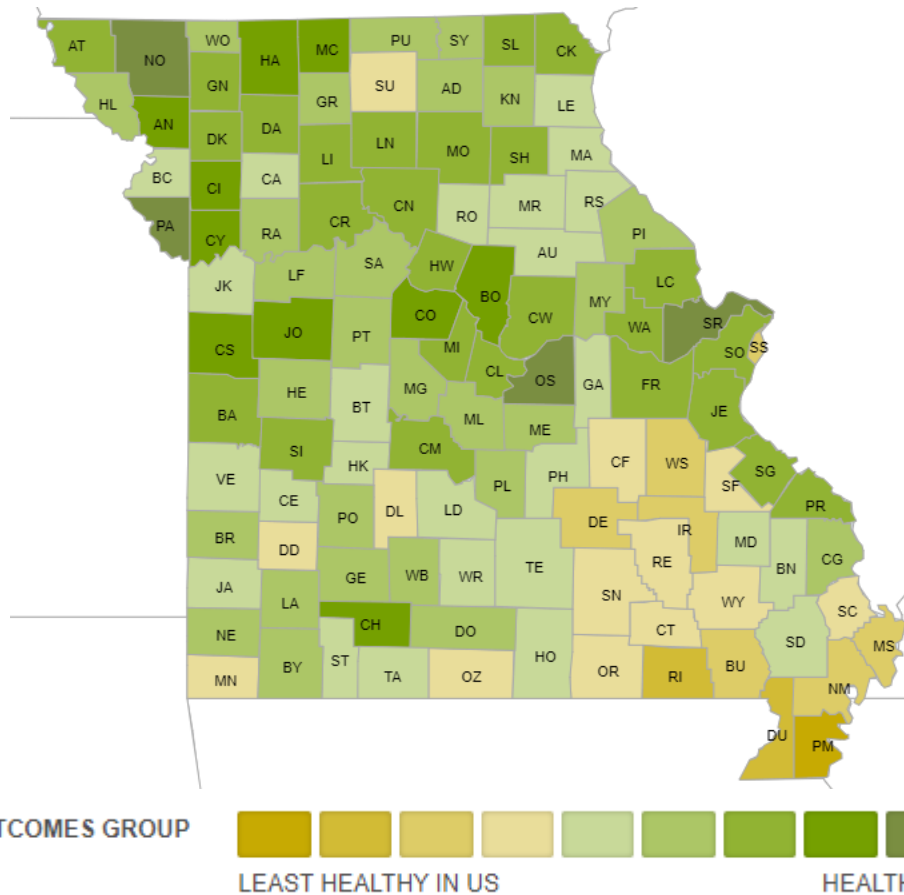 AT NO WO HA MC PU SY SL CK
HL AN GN DA GR SU AD KN LE
DK LI LN MO SH MA
BC CI CA
PA CY RA CR CN RO MR RS
PI
JK LF SA HW AU
BO MY LC
CS JO PT CO MI CW WA SR
SO SS
HE MG CL OS GA FR
BA BT ML ME JE
SI CM
VE HK PL PH CF WS SF SG
CE PO DL LD PR
BR DD DE IR MD CG
JA GE WB WR TE RE BN
LA SN WY SC
NE CH DO CT SD MS
MN BY ST TA OZ HO OR RI BU
NM
DU PM
TCOMES GROUP
LEAST HEALTHY IN US HEALTH